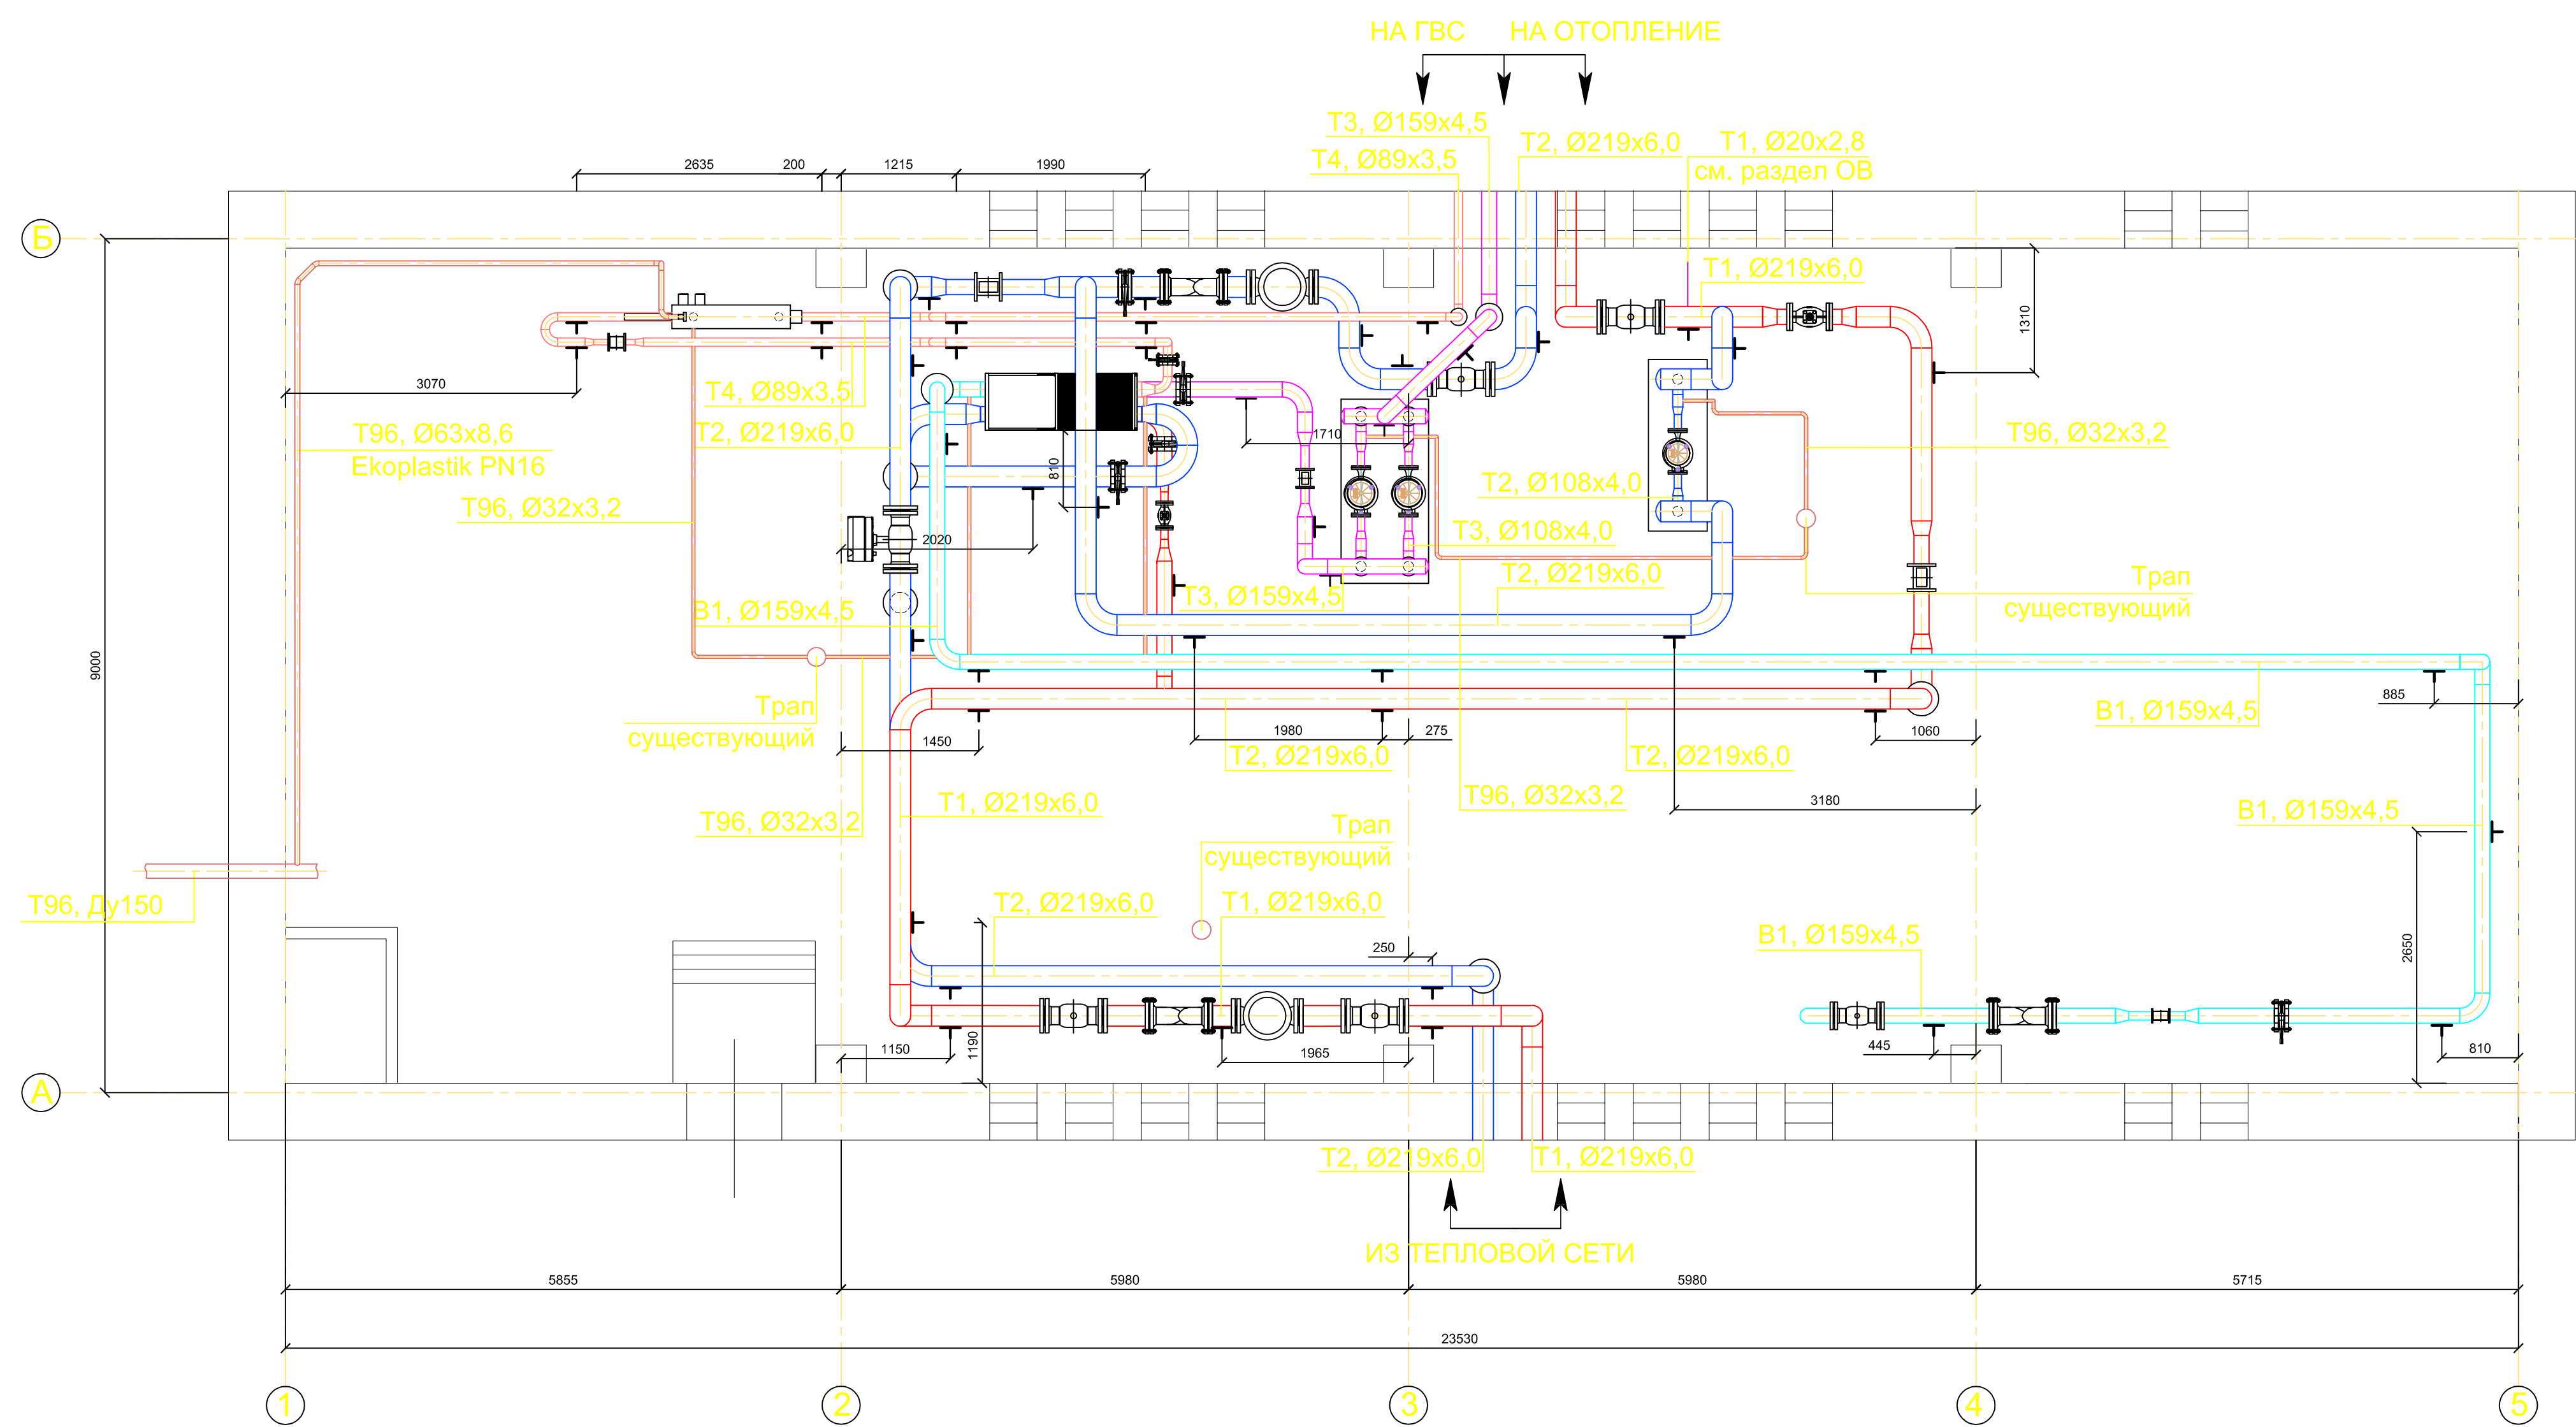 НА ГВС НА ОТОПЛЕНИЕ
Т3, Ø159х4,5
Т2, Ø219х6,0
Т1, Ø20х2,8
см. раздел ОВ
Т4, Ø89х3,5
2635 200 1215 1990
Б
Т1, Ø219х6,0
1310
3070
Т4, Ø89х3,5
Т2, Ø219х6,0
Т96, Ø63х8,6
Ekoplastik PN16
1710
Т96, Ø32х3,2
810
Т2, Ø108х4,0
Т96, Ø32х3,2
Т3, Ø108х4,0
2020
Т2, Ø219х6,0
Трап
существующий
Т3, Ø159х4,5
В1, Ø159х4,5
9000
885
Трап
существующий
В1, Ø159х4,5
1450
1980 275
1060
Т2, Ø219х6,0
Т2, Ø219х6,0
Т96, Ø32х3,2
3180
Т1, Ø219х6,0
Т96, Ø32х3,2
В1, Ø159х4,5
Трап
существующий
Т96, Ду150
Т2, Ø219х6,0
Т1, Ø219х6,0
250
В1, Ø159х4,5
2650
1150
1190
1965
445
810
А
Т2, Ø219х6,0
Т1, Ø219х6,0
ИЗ ТЕПЛОВОЙ СЕТИ
5855 5980 5980 5715
23530
1 2 3 4 5